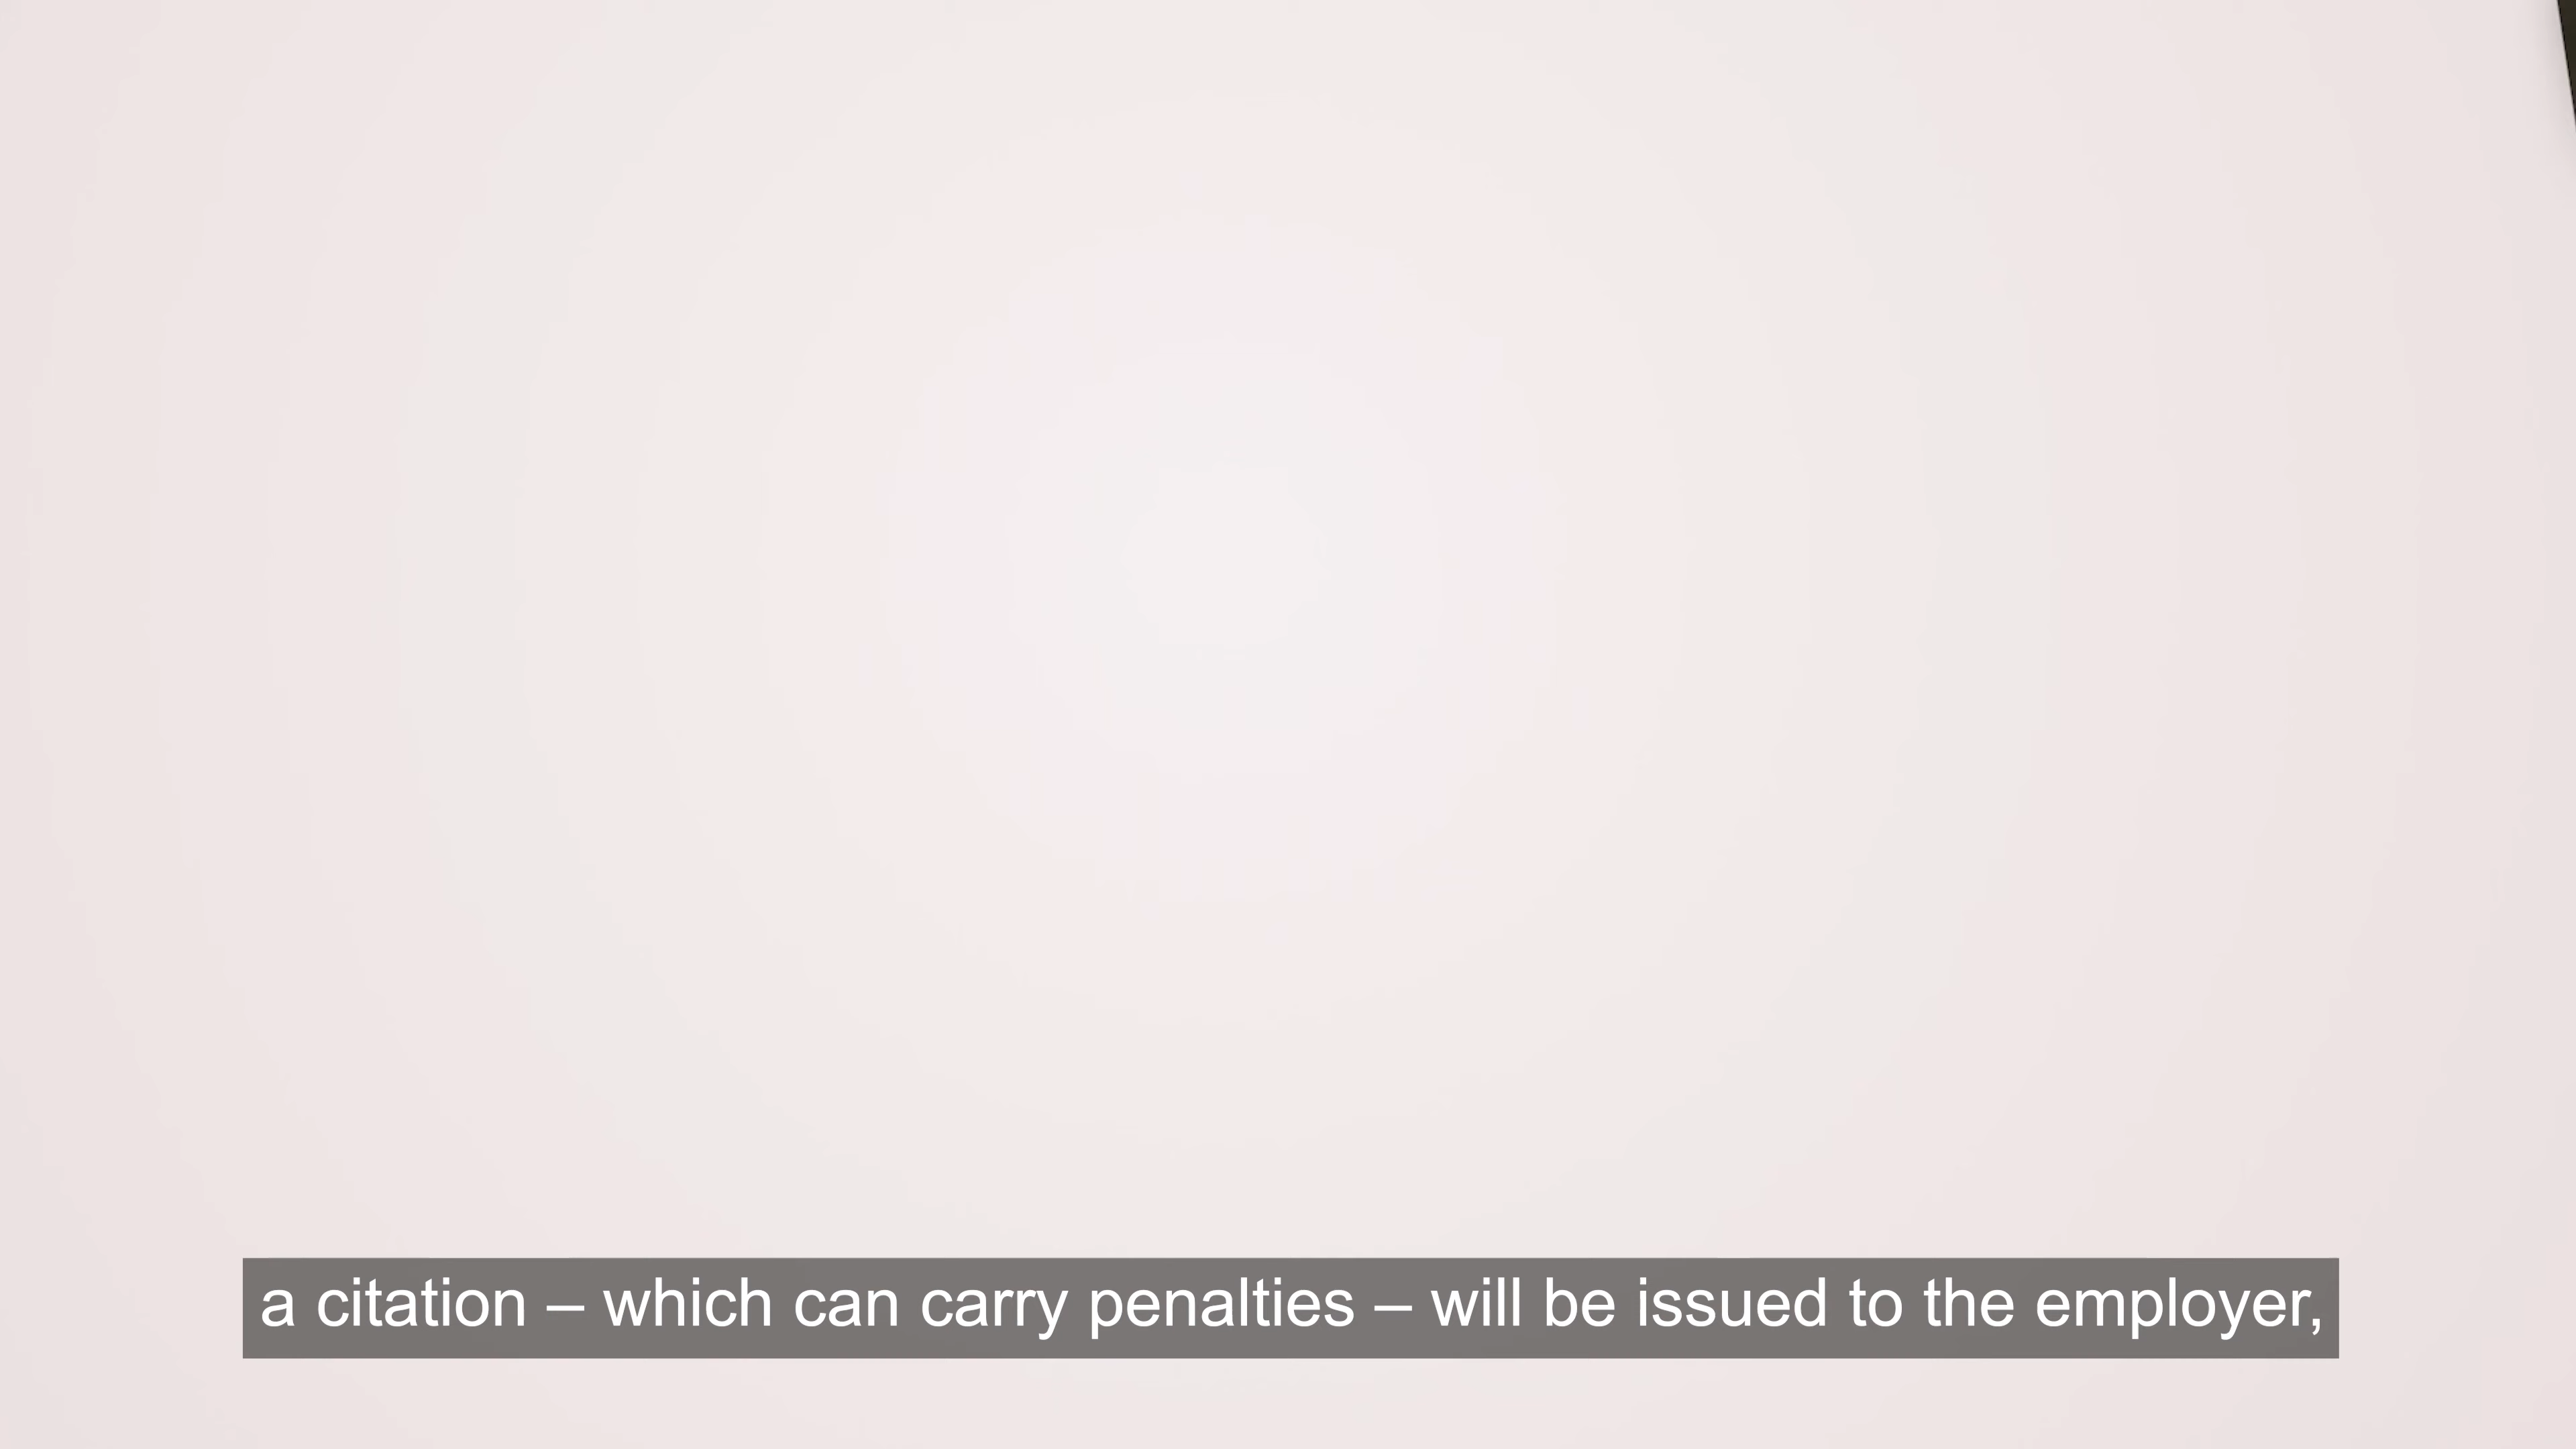 a citation – which can carry penalties – will be issued to the employer,